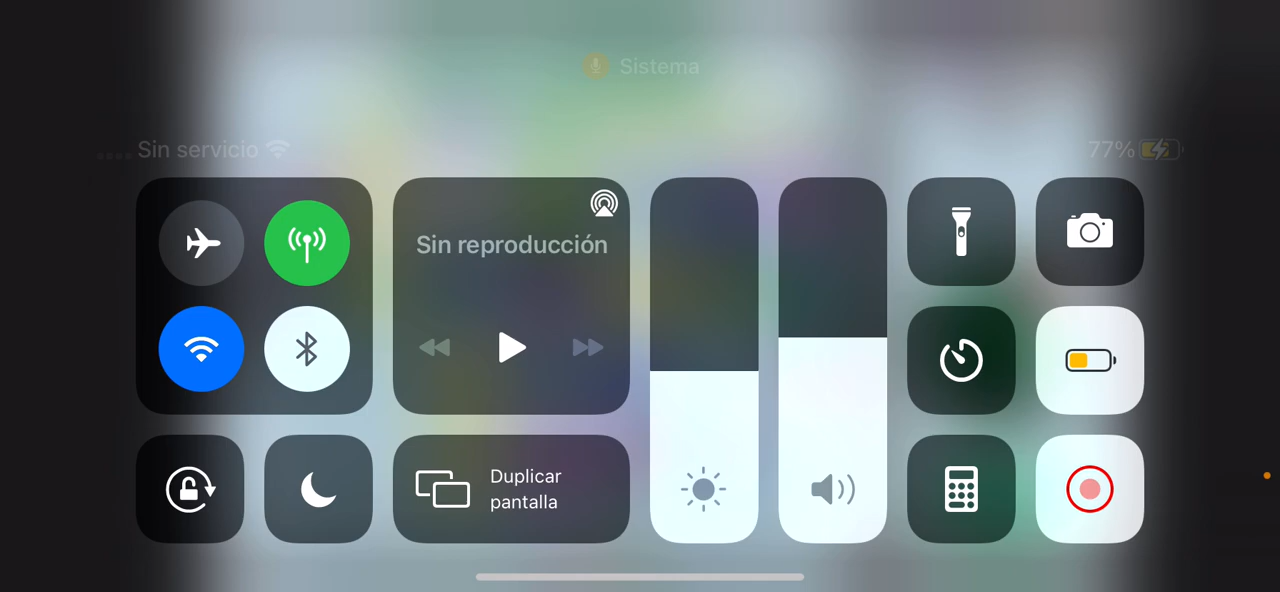 Sistema
Sin servicio
77%
Sin reproducción
Duplicar
pantalla